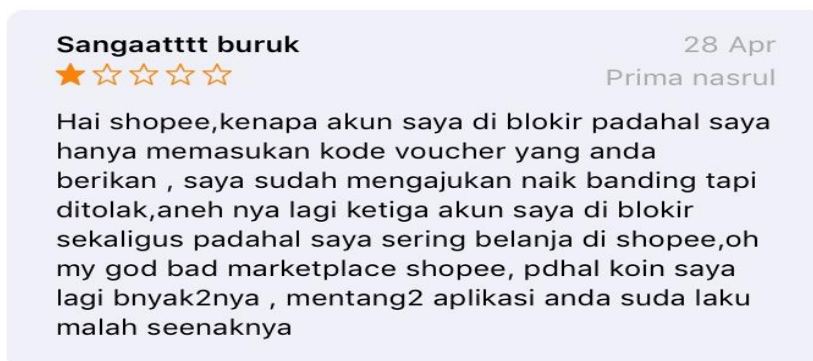 Sangaatttt buruk
28 Apr
Prima nasrul
Hai shopee,kenapa akun saya di blokir padahal saya
hanya memasukan kode voucher yang anda
berikan , saya sudah mengajukan naik banding tapi
ditolak,aneh nya lagi ketiga akun saya di blokir
sekaligus padahal saya sering belanja di shopee,oh
my god bad marketplace shopee, pdhal koin saya
lagi bnyak2nya , mentang2 aplikasi anda suda laku
malah seenaknya